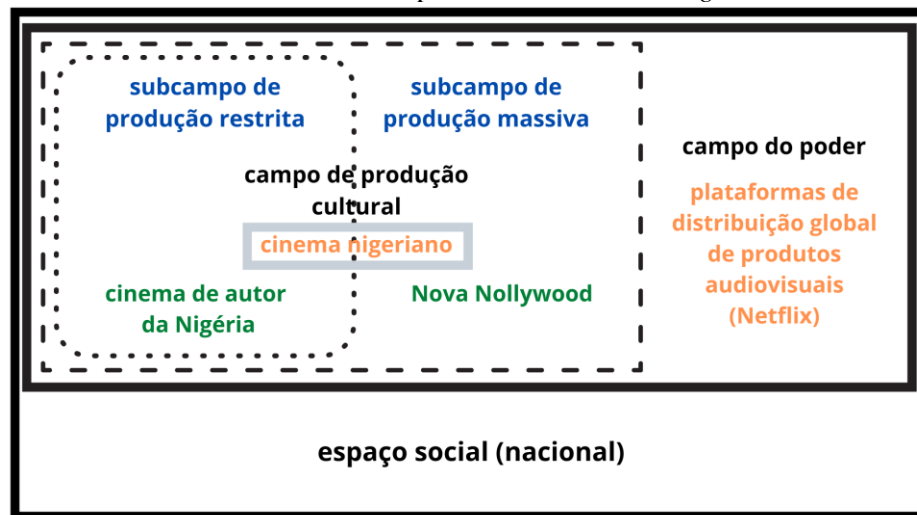 subcampo de
produção restrita
subcampo de
produção massiva
campo de produção
cultural
cinema nigeriano
cinema de autor
da Nigéria
Nova Nollywood
campo do poder
plataformas de
distribuição global
de produtos
audiovisuais
(Netflix)
espaço social (nacional)